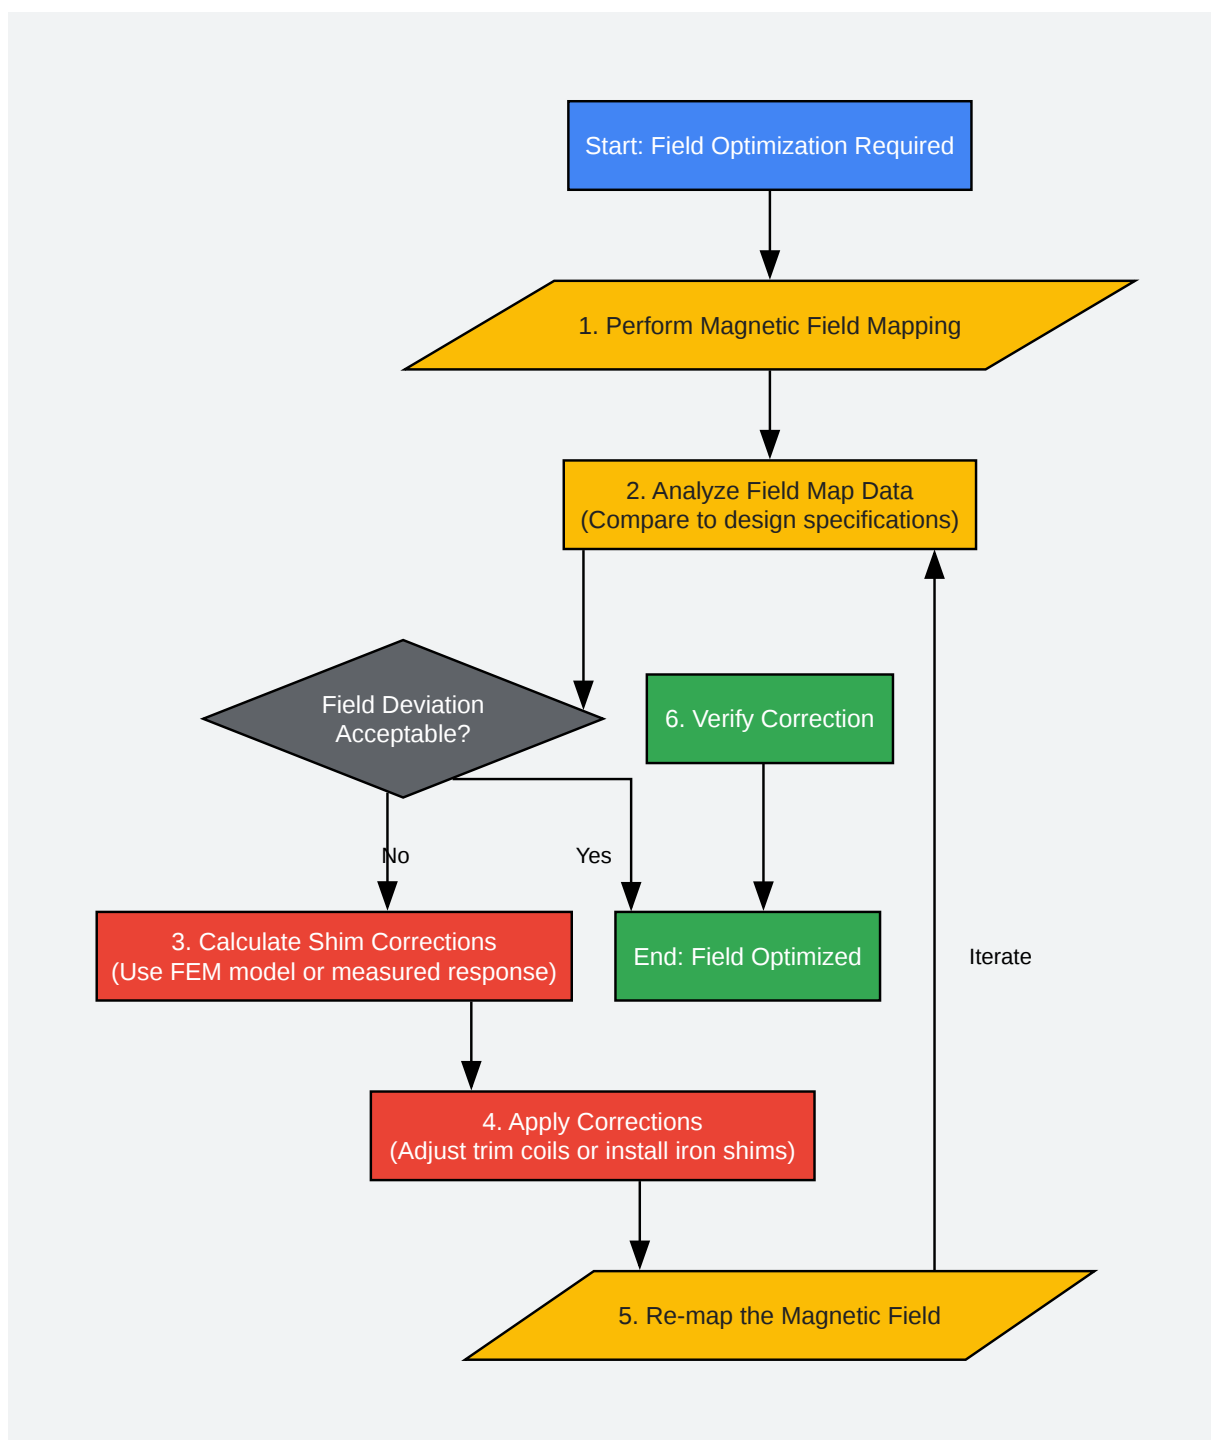 Start: Field Optimization Required
1. Perform Magnetic Field Mapping
2. Analyze Field Map Data
(Compare to design specifications)
Field Deviation
Acceptable?
6. Verify Correction
No
Yes
3. Calculate Shim Corrections
(Use FEM model or measured response)
End: Field Optimized
Iterate
4. Apply Corrections
(Adjust trim coils or install iron shims)
5. Re-map the Magnetic Field